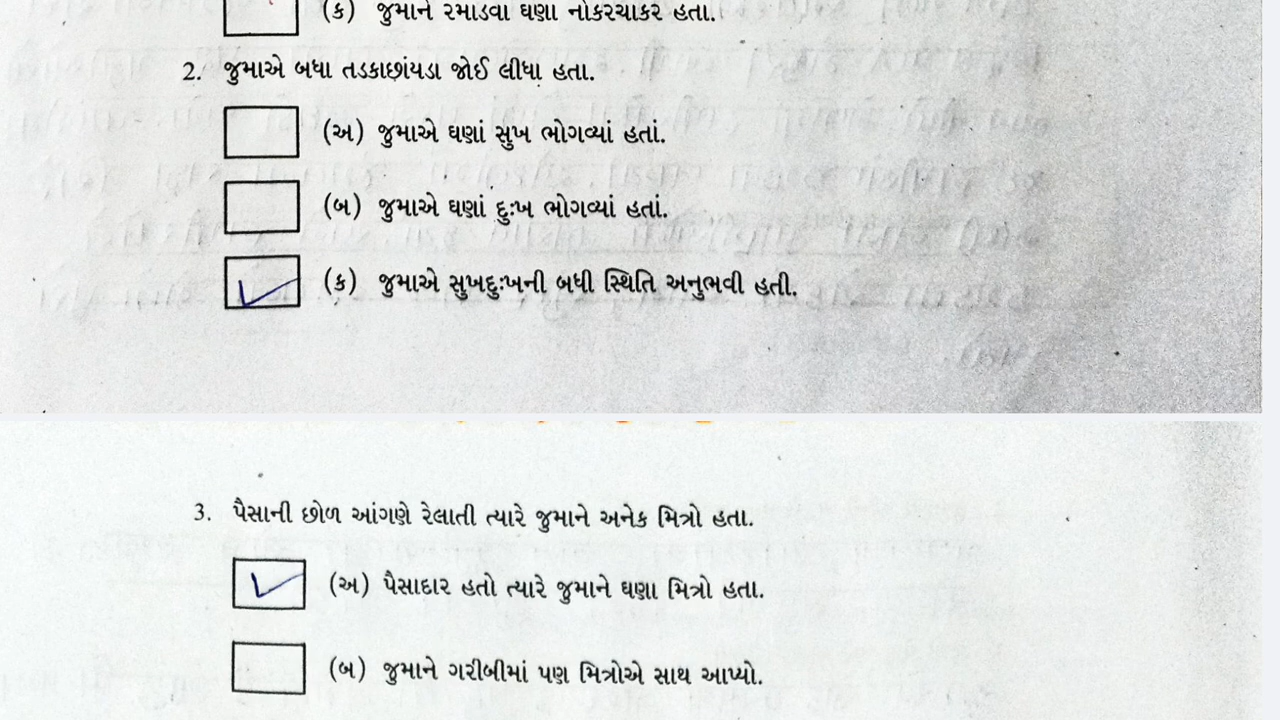 (ક) જુમાને રમાડવા ઘણા નોકરચાકર હતા.
2. જુમાએ બધા તડકાછાંયડા જોઈ લીધા હતા.
(અ) જુમાએ ઘણાં સુખ ભોગવ્યાં હતાં.
(બ) જુમાએ ઘણાં દુઃખ ભોગવ્યાં હતાં.
(ક) જુમાએ સુખદુઃખની બધી સ્થિતિ અનુભવી હતી.
3. પૈસાની છોળ આંગણે રેલાતી ત્યારે જુમાને અનેક મિત્રો હતા.
(અ) પૈસાદાર હતો ત્યારે જુમાને ઘણા મિત્રો હતા.
(બ) જુમાને ગરીબીમાં પણ મિત્રોએ સાથ આપ્યો.